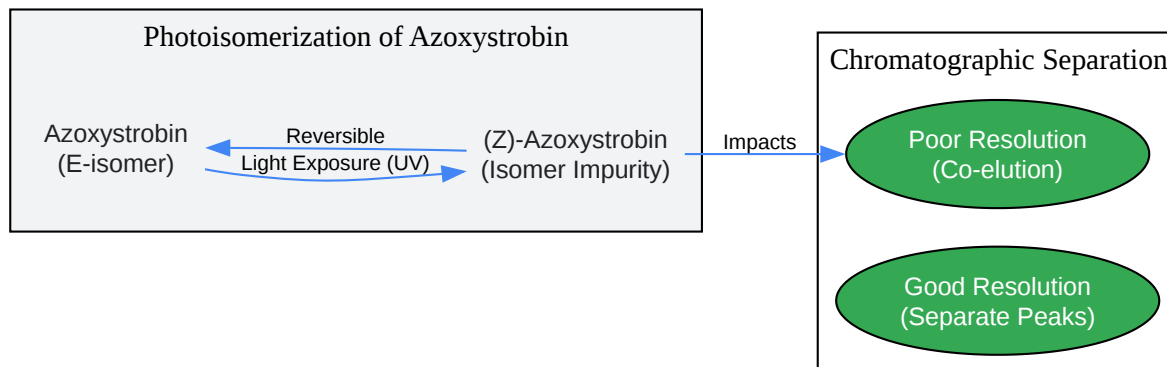 Photoisomerization of Azoxystrobin
Azoxystrobin
(E-isomer)
Reversible
Light Exposure (UV)
(Z)-Azoxystrobin
(Isomer Impurity)
Impacts
Chromatographic Separation
Poor Resolution
(Co-elution)
Good Resolution
(Separate Peaks)